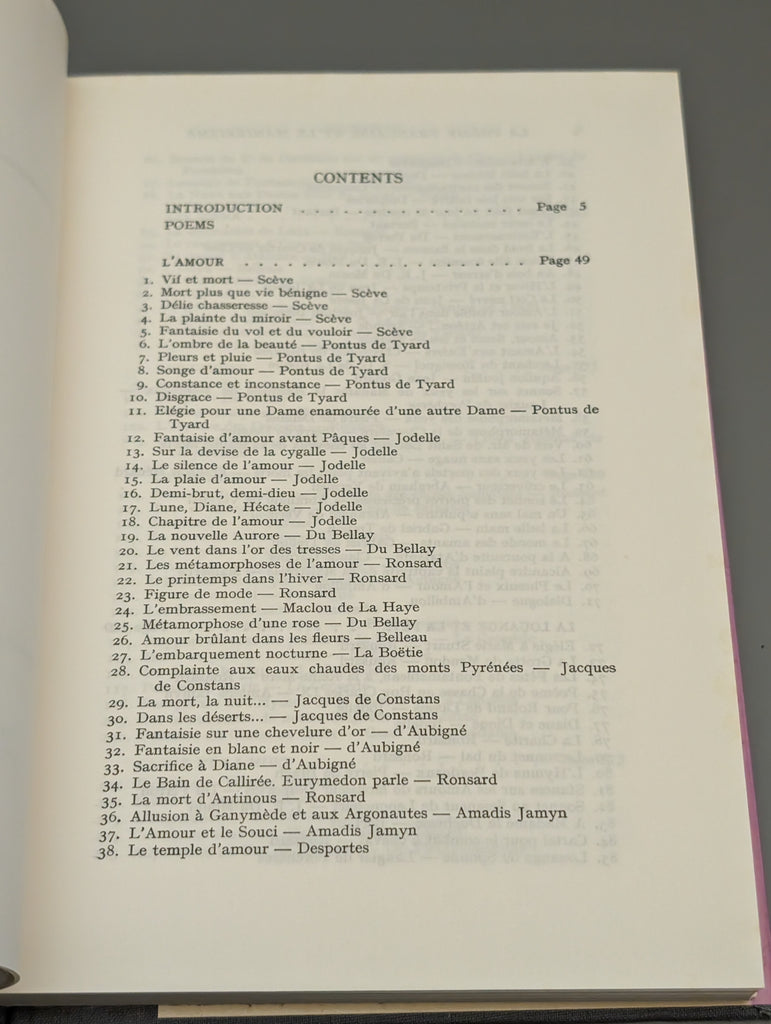 CONTENTS
INTRODUCTION . . . . . . . . . . . . . . . . Page 5
POEMS
L'AMOUR . . . . . . . . . . . . . . . . . Page 49
1. Vif et mort — Scève
2. Mort plus que vie bénigne — Scève
3. Délie chasseresse — Scève
4. La plainte du miroir — Scève
5. Fantaisie du vol et du vouloir — Scève
6. L'ombre de la beauté — Pontus de Tyard
7. Pleurs et pluie — Pontus de Tyard
8. Songe d'amour — Pontus de Tyard
9. Constance et inconstance — Pontus de Tyard
10. Disgrace — Pontus de Tyard
11. Elégie pour une Dame enamourée d'une autre Dame — Pontus de
Tyard
12. Fantaisie d'amour avant Pâques — Jodelle
13. Sur la devise de la cygalle — Jodelle
14. Le silence de l'amour — Jodelle
15. La plaie d'amour — Jodelle
16. Demi-brut, demi-dieu — Jodelle
17. Lune, Diane, Hécate — Jodelle
18. Chapitre de l'amour — Jodelle
19. La nouvelle Aurore — Du Bellay
20. Le vent dans l'or des tresses — Du Bellay
21. Les métamorphoses de l'amour — Ronsard
22. Le printemps dans l'hiver — Ronsard
23. Figure de mode — Ronsard
24. L'embrassement — Maclou de La Haye
25. Métamorphose d'une rose — Du Bellay
26. Amour brûlant dans les fleurs — Belleau
27. L'embarquement nocturne — La Boëtie
28. Complainte aux eaux chaudes des monts Pyrénées — Jacques
de Constans
29. La mort, la nuit... — Jacques de Constans
30. Dans les déserts... — Jacques de Constans
31. Fantaisie sur une chevelure d'or — d'Aubigné
32. Fantaisie en blanc et noir — d'Aubigné
33. Sacrifice à Diane — d'Aubigné
34. Le Bain de Callirée. Eurymedon parle — Ronsard
35. La mort d'Antinous — Ronsard
36. Allusion à Ganymède et aux Argonautes — Amadis Jamyn
37. L'Amour et le Souci — Amadis Jamyn
38. Le temple d'amour — Desportes